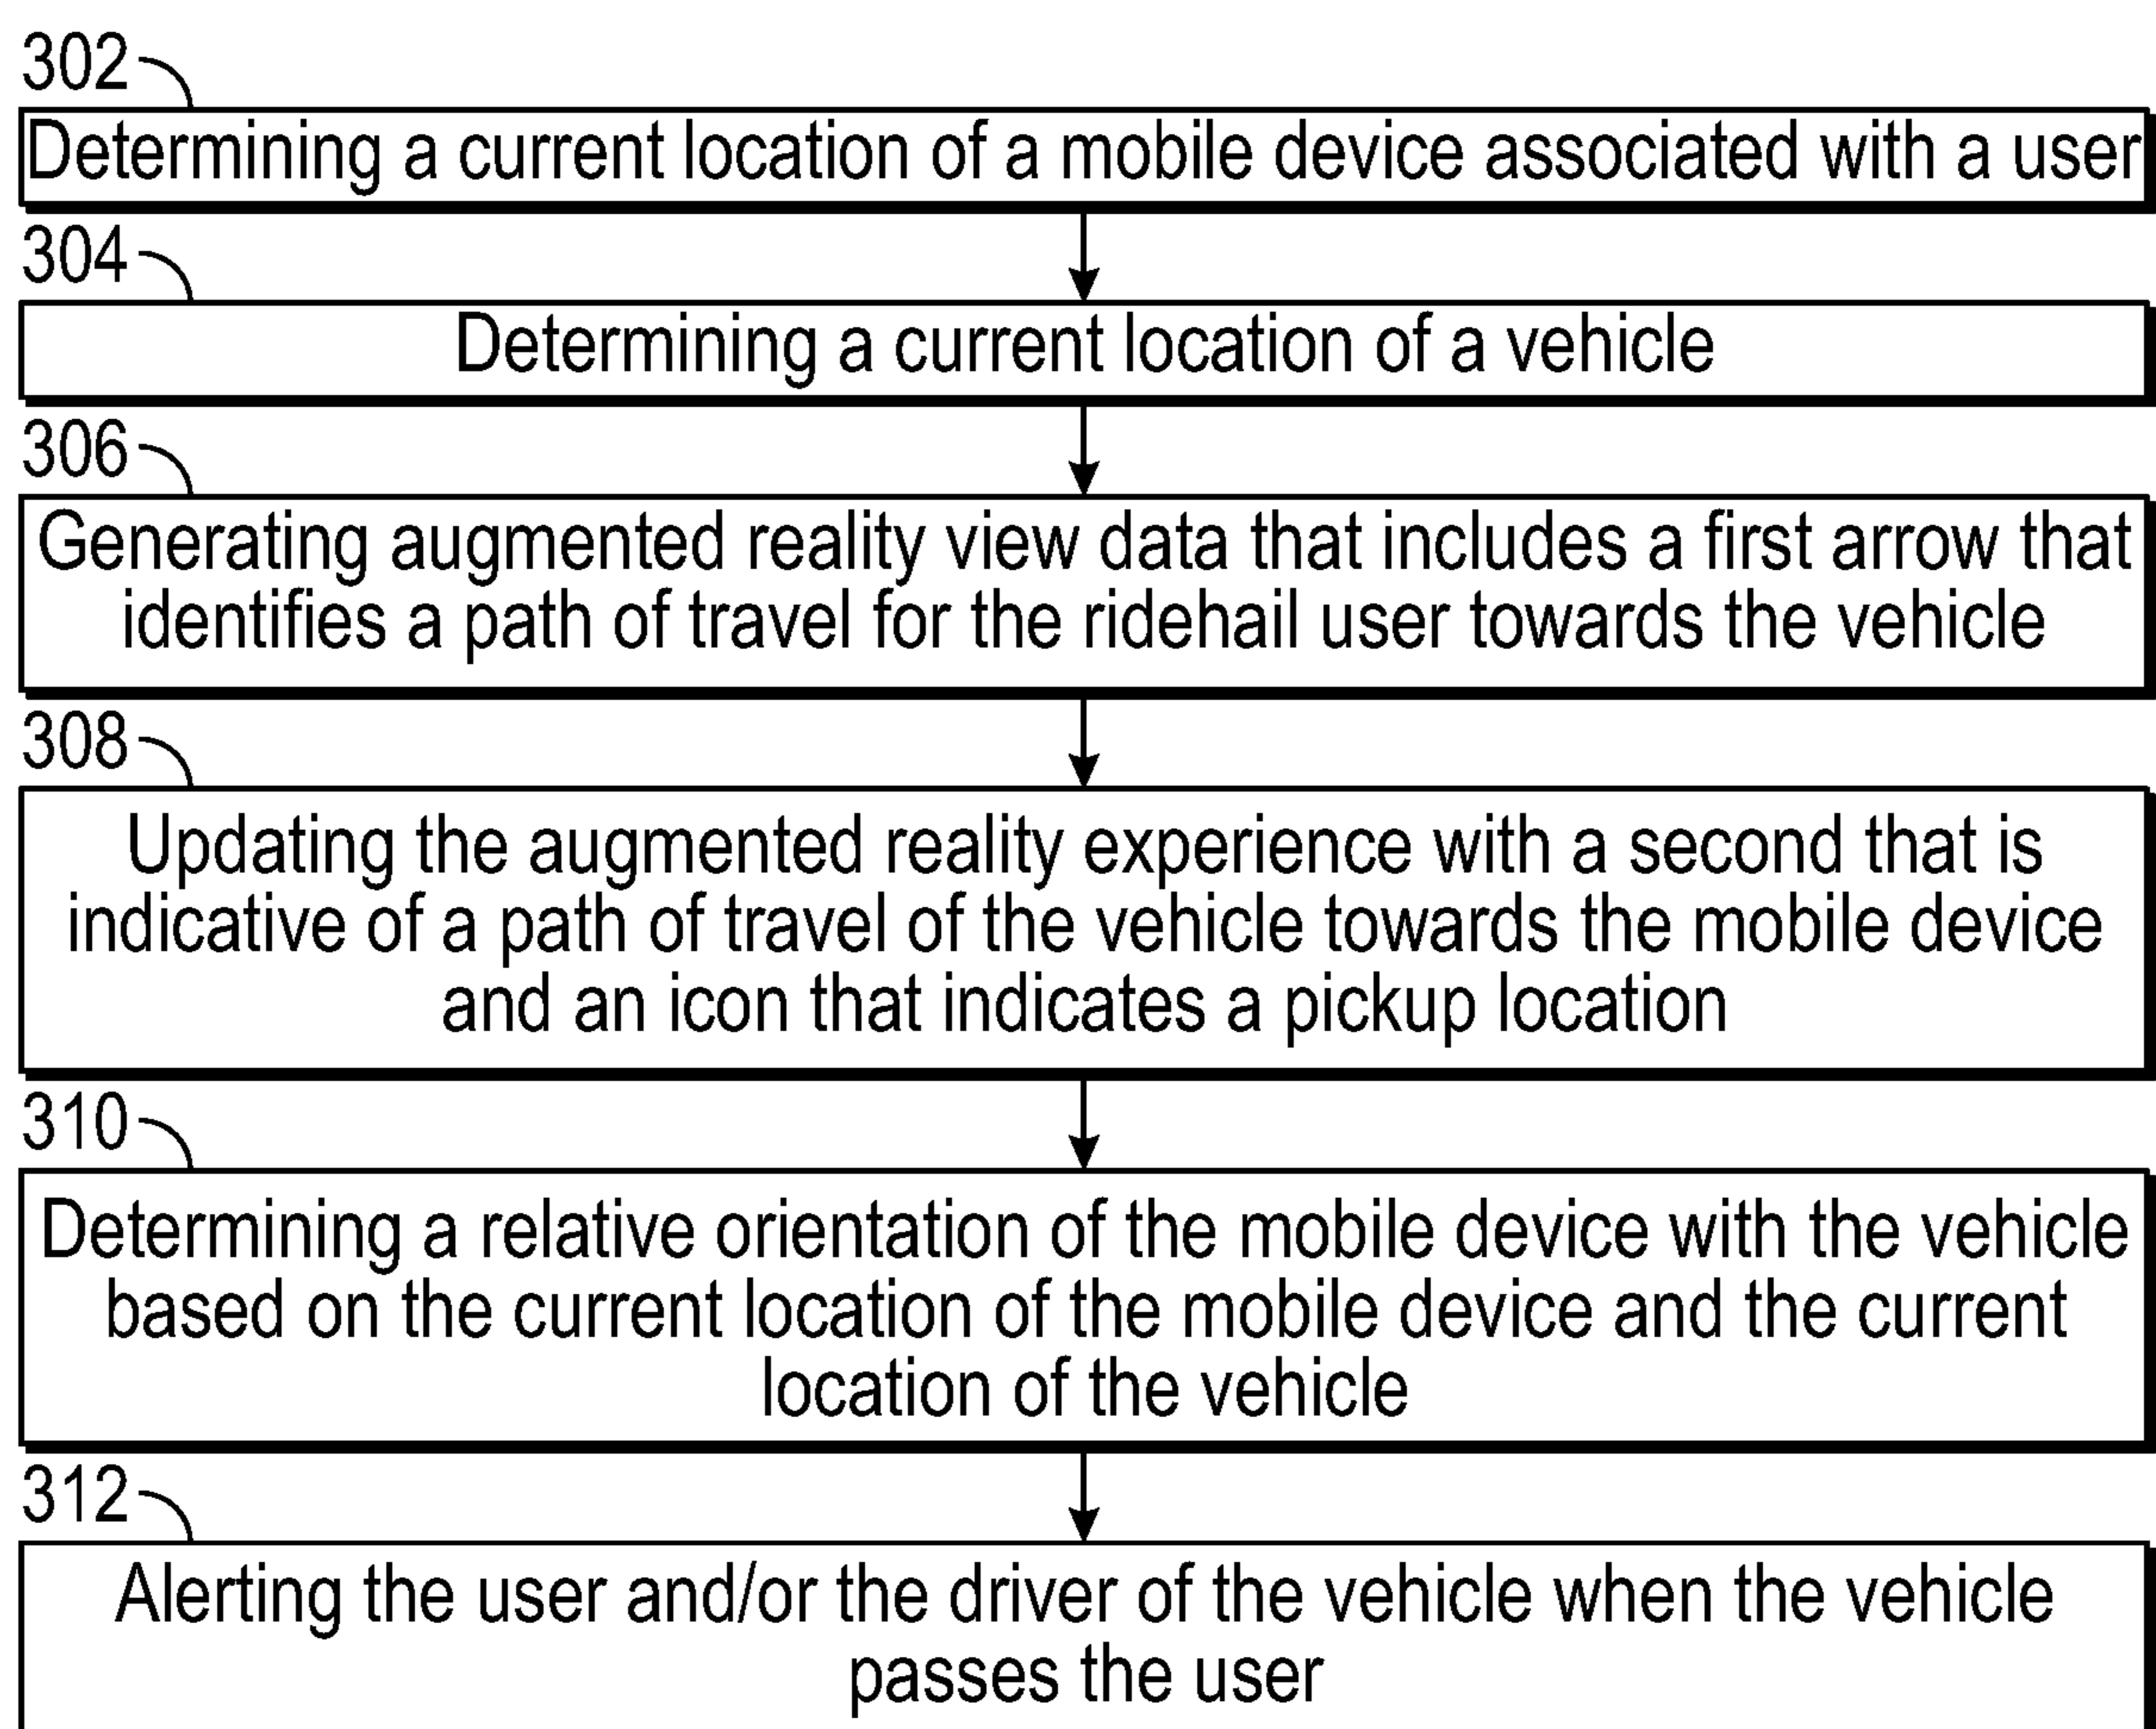 302
Determining a current location of a mobile device associated with a user
304
Determining a current location of a vehicle
306
Generating augmented reality view data that includes a first arrow that
identifies a path of travel for the ridehail user towards the vehicle
308
Updating the augmented reality experience with a second that is
indicative of a path of travel of the vehicle towards the mobile device
and an icon that indicates a pickup location
310
Determining a relative orientation of the mobile device with the vehicle
based on the current location of the mobile device and the current
location of the vehicle
312
Alerting the user and/or the driver of the vehicle when the vehicle
passes the user